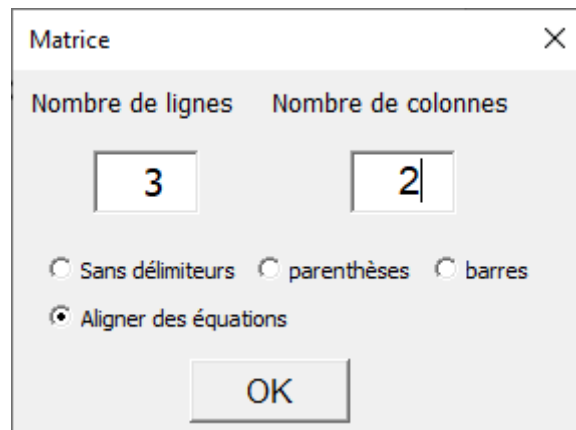 Matrice
Nombre de lignes Nombre de colonnes
3 2
Sans délimiteurs parenthèses barres
Aligner des équations
OK